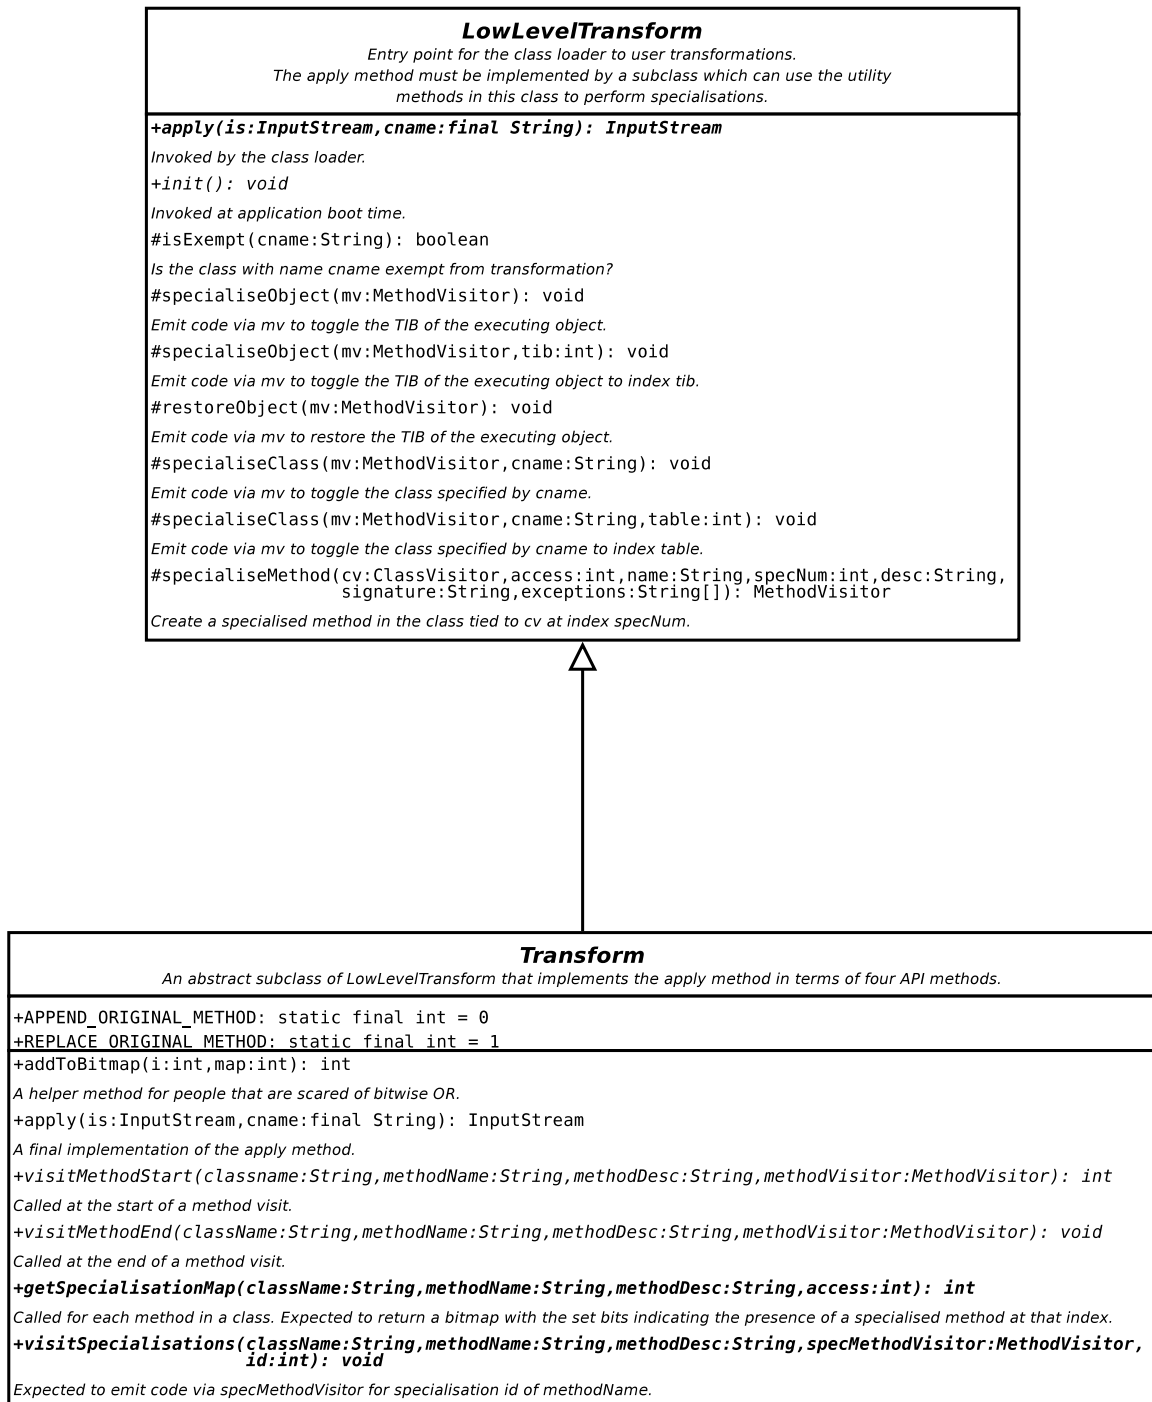 LowLevelTransform
Entry point for the class loader to user transformations.
The apply method must be implemented by a subclass which can use the utility
methods in this class to perform specialisations.
+apply(is:InputStream,cname:final String): InputStream
Invoked by the class loader.
+init(): void
Invoked at application boot time.
#isExempt(cname:String): boolean
Is the class with name cname exempt from transformation?
#specialiseObject(mv:MethodVisitor): void
Emit code via mv to toggle the TIB of the executing object.
#specialiseObject(mv:MethodVisitor,tib:int): void
Emit code via mv to toggle the TIB of the executing object to index tib.
#restoreObject(mv:MethodVisitor): void
Emit code via mv to restore the TIB of the executing object.
#specialiseClass(mv:MethodVisitor,cname:String): void
Emit code via mv to toggle the class specified by cname.
#specialiseClass(mv:MethodVisitor,cname:String,table:int): void
Emit code via mv to toggle the class specified by cname to index table.
#specialiseMethod(cv:ClassVisitor,access:int,name:String,specNum:int,desc:String,
signature:String,exceptions:String[]): MethodVisitor
Create a specialised method in the class tied to cv at index specNum.
Transform
An abstract subclass of LowLevelTransform that implements the apply method in terms of four API methods.
+APPEND_ORIGINAL_METHOD: static final int = 0
+REPLACE_ORIGINAL_METHOD: static final int = 1
+addToBitmap(i:int,map:int): int
A helper method for people that are scared of bitwise OR.
+apply(is:InputStream,cname:final String): InputStream
A final implementation of the apply method.
+visitMethodStart(classname:String,methodName:String,methodDesc:String,methodVisitor:MethodVisitor): int
Called at the start of a method visit.
+visitMethodEnd(className:String,methodName:String,methodDesc:String,methodVisitor:MethodVisitor): void
Called at the end of a method visit.
+getSpecialisationMap(className:String,methodName:String,methodDesc:String,access:int): int
Called for each method in a class. Expected to return a bitmap with the set bits indicating the presence of a specialised method at that index.
+visitSpecialisations(className:String,methodName:String,methodDesc:String,specMethodVisitor:MethodVisitor,
id:int): void
Expected to emit code via specMethodVisitor for specialisation id of methodName.